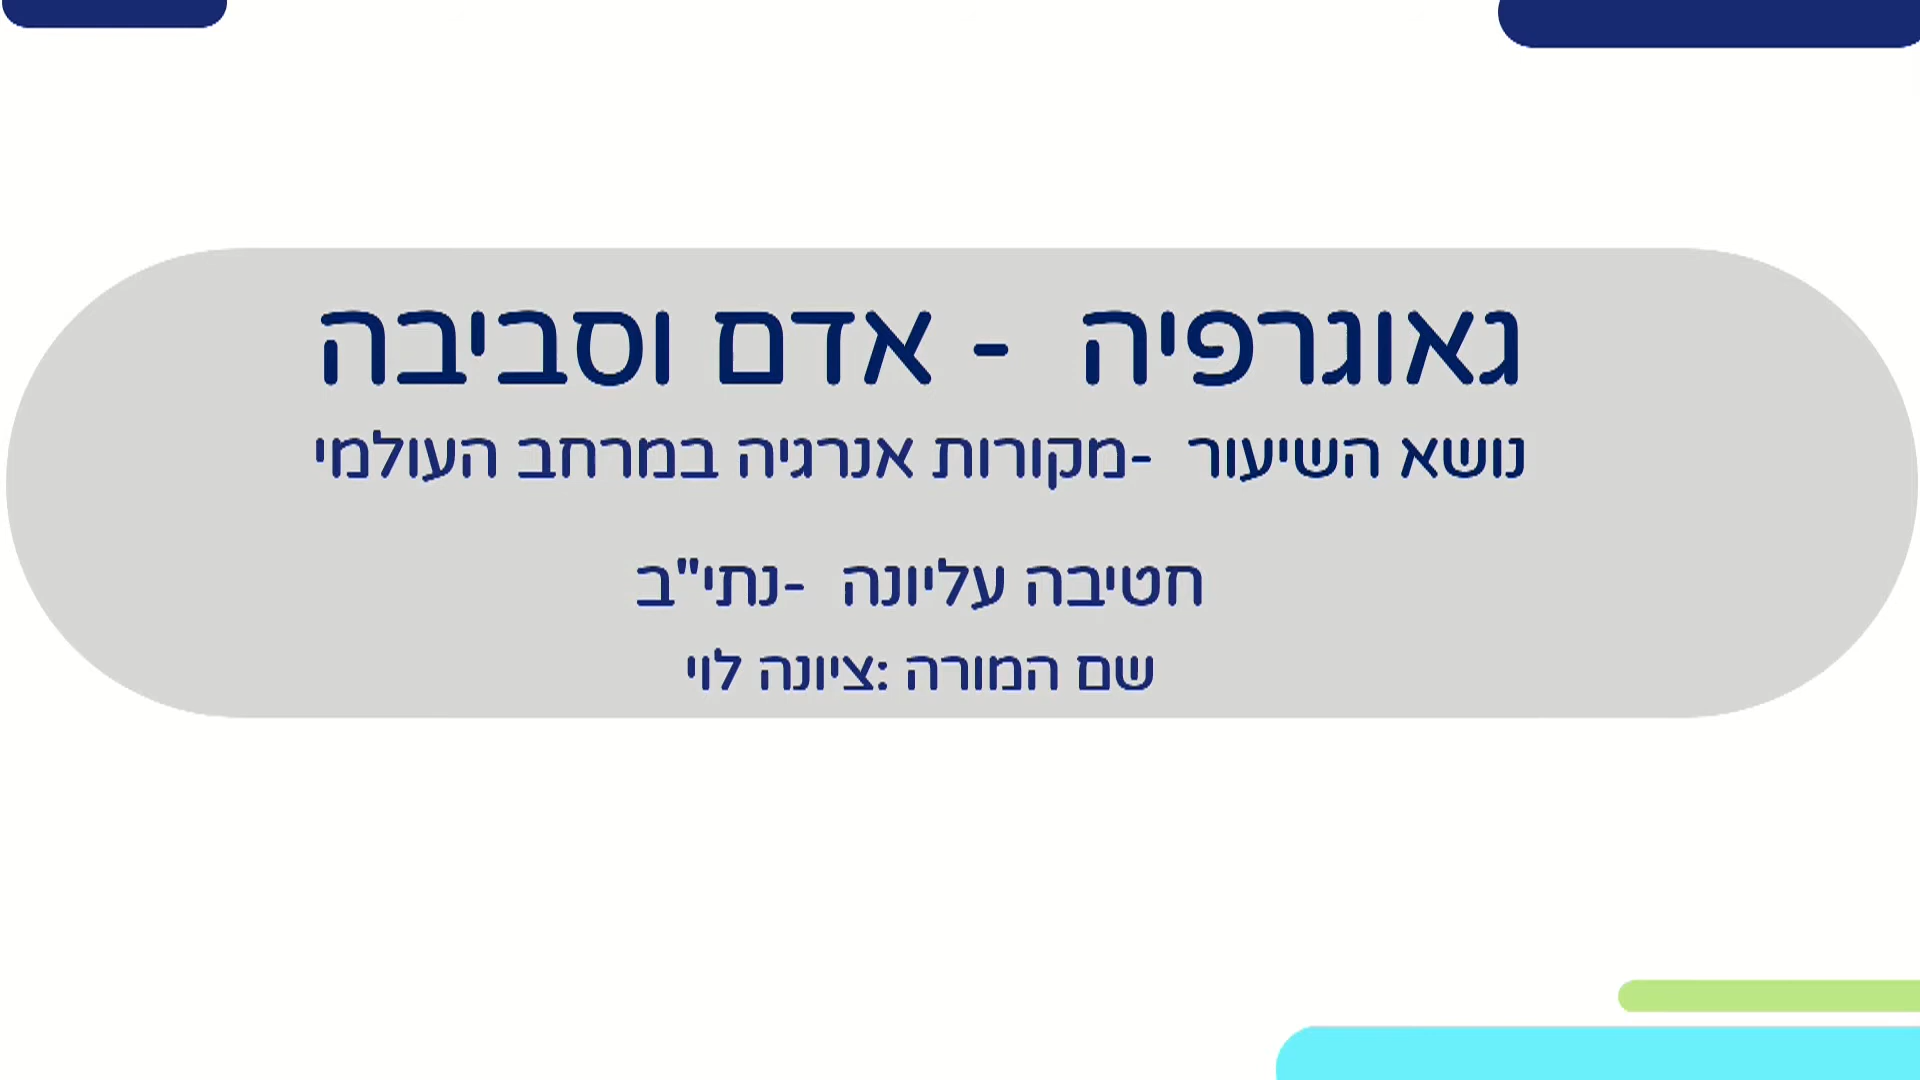 גאוגרפיה - אדם וסביבה
נושא השיעור -מקורות אנרגיה במרחב העולמי
חטיבה עליונה -נתי"ב
שם המורה :ציונה לוי